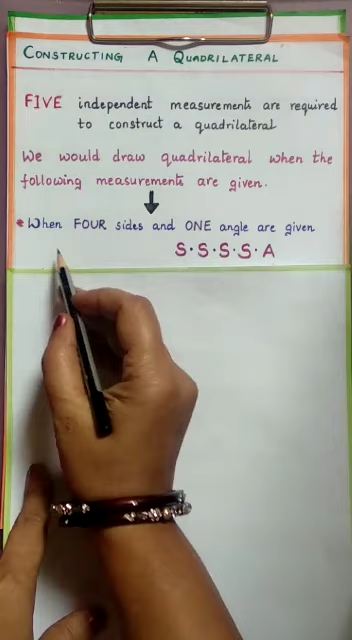 CONSTRUCTING A QUADRILATERAL
FIVE independent measurements are required
to construct a quadrilateral
We would draw quadrilateral when the
following measurements are given.
* When FOUR sides and ONE angle are given
S.S.S.S.A